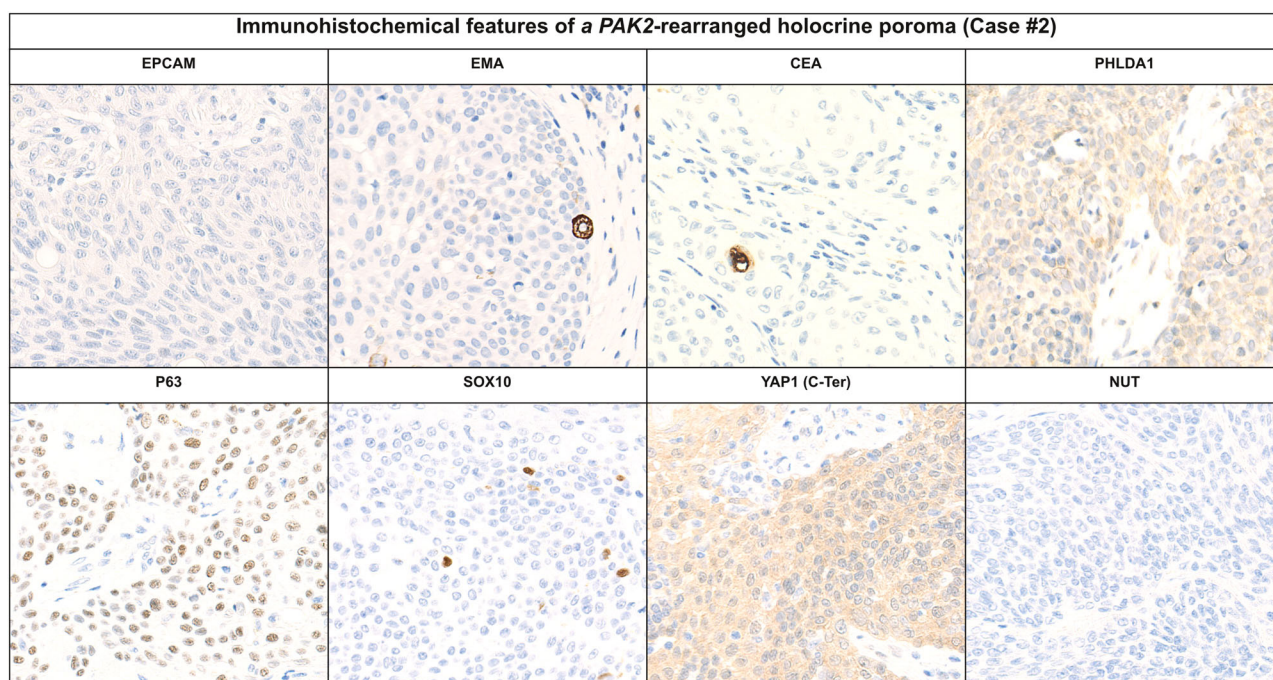 Immunohistochemical features of a PAK2-rearranged holocrine poroma (Case #2)
EPCAM
EMA
CEA
PHLDA1
P63
SOX10
YAP1 (C-Ter)
NUT